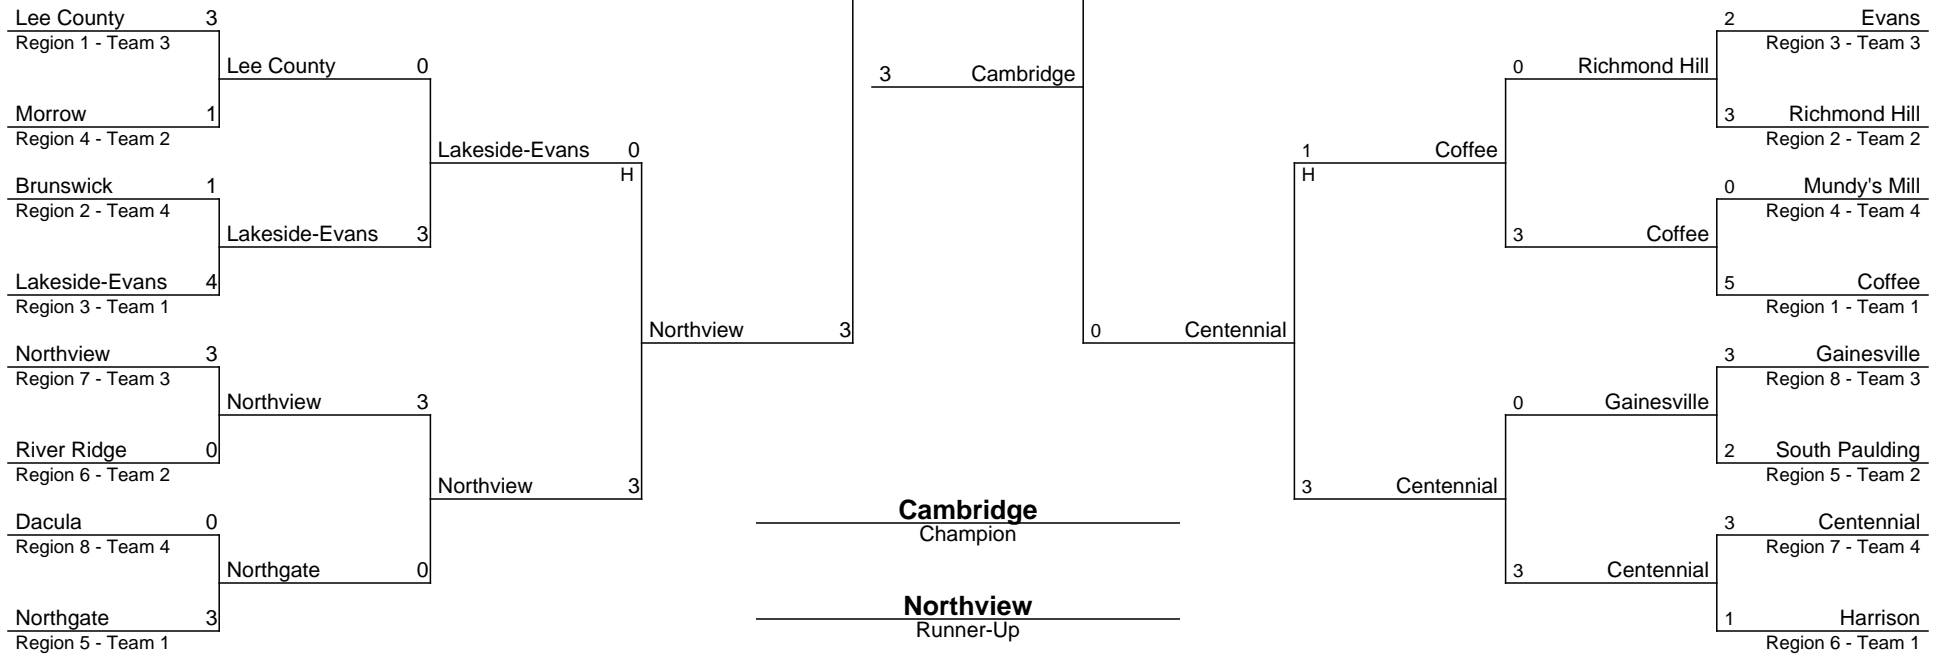 Lee County 3
Region 1 - Team 3
Lee County 0
Morrow 1
Region 4 - Team 2
Lakeside-Evans 0
H
Brunswick 1
Region 2 - Team 4
Lakeside-Evans 3
Lakeside-Evans 4
Region 3 - Team 1
Northview 3
Northview 3
Region 7 - Team 3
Northview 3
River Ridge 0
Region 6 - Team 2
Northview 3
Dacula 0
Region 8 - Team 4
Northgate 0
Northgate 3
Region 5 - Team 1
3 Cambridge
Cambridge
Champion
Northview
Runner-Up
2 Evans
Region 3 - Team 3
0 Richmond Hill
3 Richmond Hill
Region 2 - Team 2
1 Coffee
H
0 Mundy's Mill
Region 4 - Team 4
3 Coffee
5 Coffee
Region 1 - Team 1
0 Centennial
3 Gainesville
Region 8 - Team 3
0 Gainesville
2 South Paulding
Region 5 - Team 2
3 Centennial
3 Centennial
Region 7 - Team 4
3 Centennial
1 Harrison
Region 6 - Team 1